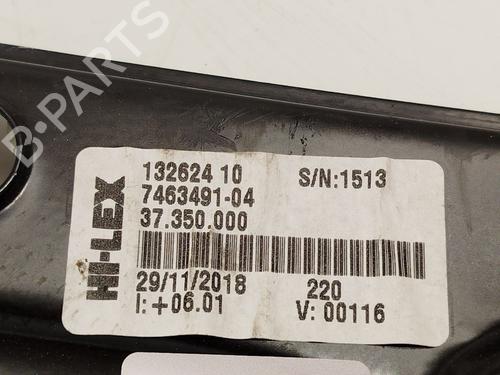 B-PARTS
HI-LEX
132624 10 S/N:1513
7463491-04
37.350.000
29/11/2018 220
I: +06.01 V: 00116